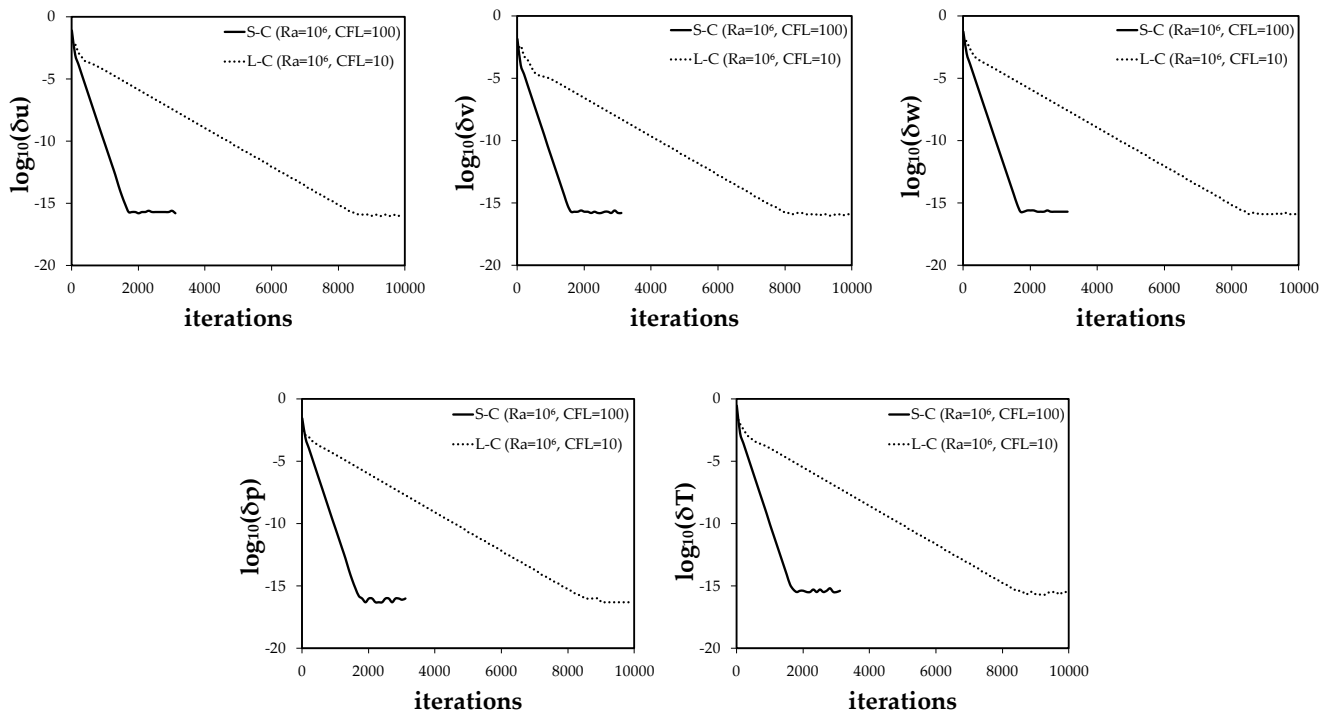 log₁₀(δu)
0
-5
-10
-15
-20
S-C (Ra=10⁶, CFL=100)
L-C (Ra=10⁶, CFL=10)
0 2000 4000 6000 8000 10000
iterations
log₁₀(δv)
0
-5
-10
-15
-20
S-C (Ra=10⁶, CFL=100)
L-C (Ra=10⁶, CFL=10)
0 2000 4000 6000 8000 10000
iterations
log₁₀(δw)
0
-5
-10
-15
-20
S-C (Ra=10⁶, CFL=100)
L-C (Ra=10⁶, CFL=10)
0 2000 4000 6000 8000 10000
iterations
log₁₀(δp)
0
-5
-10
-15
-20
S-C (Ra=10⁶, CFL=100)
L-C (Ra=10⁶, CFL=10)
0 2000 4000 6000 8000 10000
iterations
log₁₀(δT)
0
-5
-10
-15
-20
S-C (Ra=10⁶, CFL=100)
L-C (Ra=10⁶, CFL=10)
0 2000 4000 6000 8000 10000
iterations